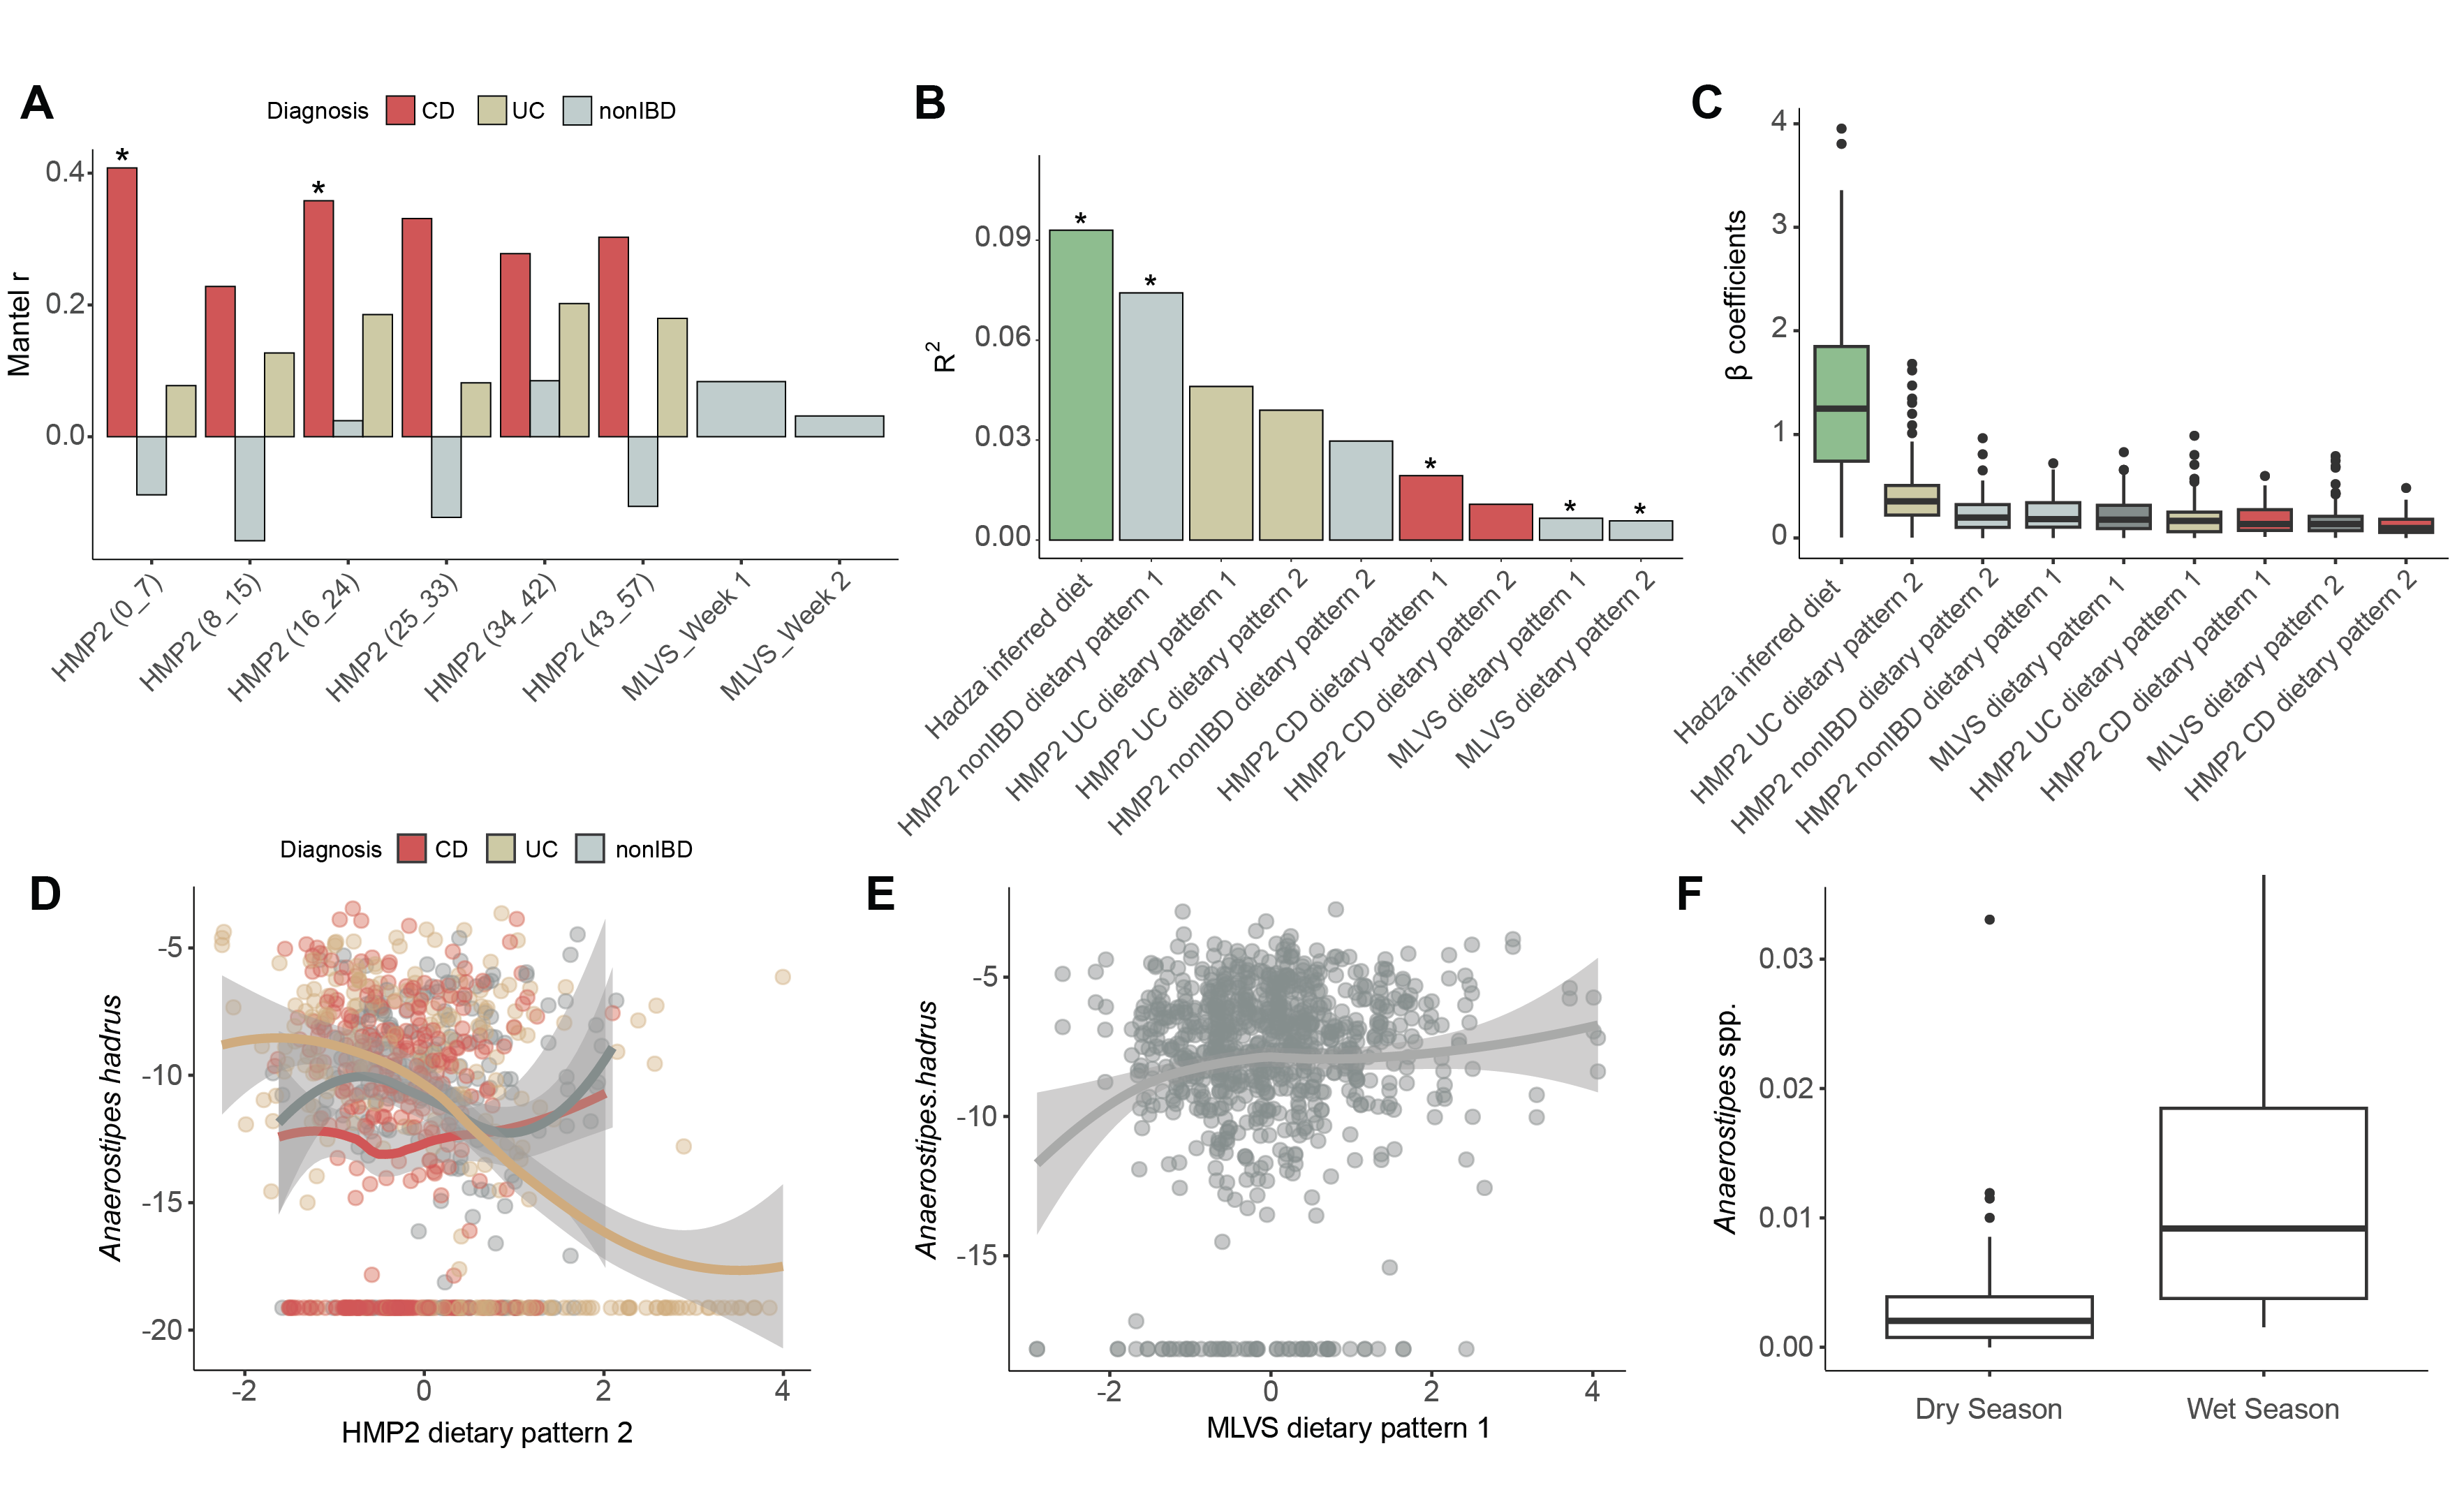 A
Diagnosis CD UC nonIBD
*
*
Mantel r
0.4
0.2
0.0
HMP2 (0_7)
HMP2 (8_15)
HMP2 (16_24)
HMP2 (25_33)
HMP2 (34_42)
HMP2 (43_57)
MLVS_Week 1
MLVS_Week 2
B
*
*
*
*
*
R2
0.09
0.06
0.03
0.00
Hadza inferred diet
HMP2 nonIBD dietary pattern 1
HMP2 UC dietary pattern 1
HMP2 UC dietary pattern 2
HMP2 nonIBD dietary pattern 2
HMP2 CD dietary pattern 1
HMP2 CD dietary pattern 2
MLVS dietary pattern 1
MLVS dietary pattern 2
C
β coefficients
4
3
2
1
0
Hadza inferred diet
HMP2 UC dietary pattern 2
HMP2 nonIBD dietary pattern 2
HMP2 nonIBD dietary pattern 1
MLVS dietary pattern 1
HMP2 UC dietary pattern 1
HMP2 CD dietary pattern 1
MLVS dietary pattern 2
HMP2 CD dietary pattern 2
D
Diagnosis CD UC nonIBD
Anaerostipes hadrus
-5
-10
-15
-20
-2 0 2 4
HMP2 dietary pattern 2
E
Anaerostipes.hadrus
-5
-10
-15
-2 0 2 4
MLVS dietary pattern 1
F
Anaerostipes spp.
0.03
0.02
0.01
0.00
Dry Season Wet Season